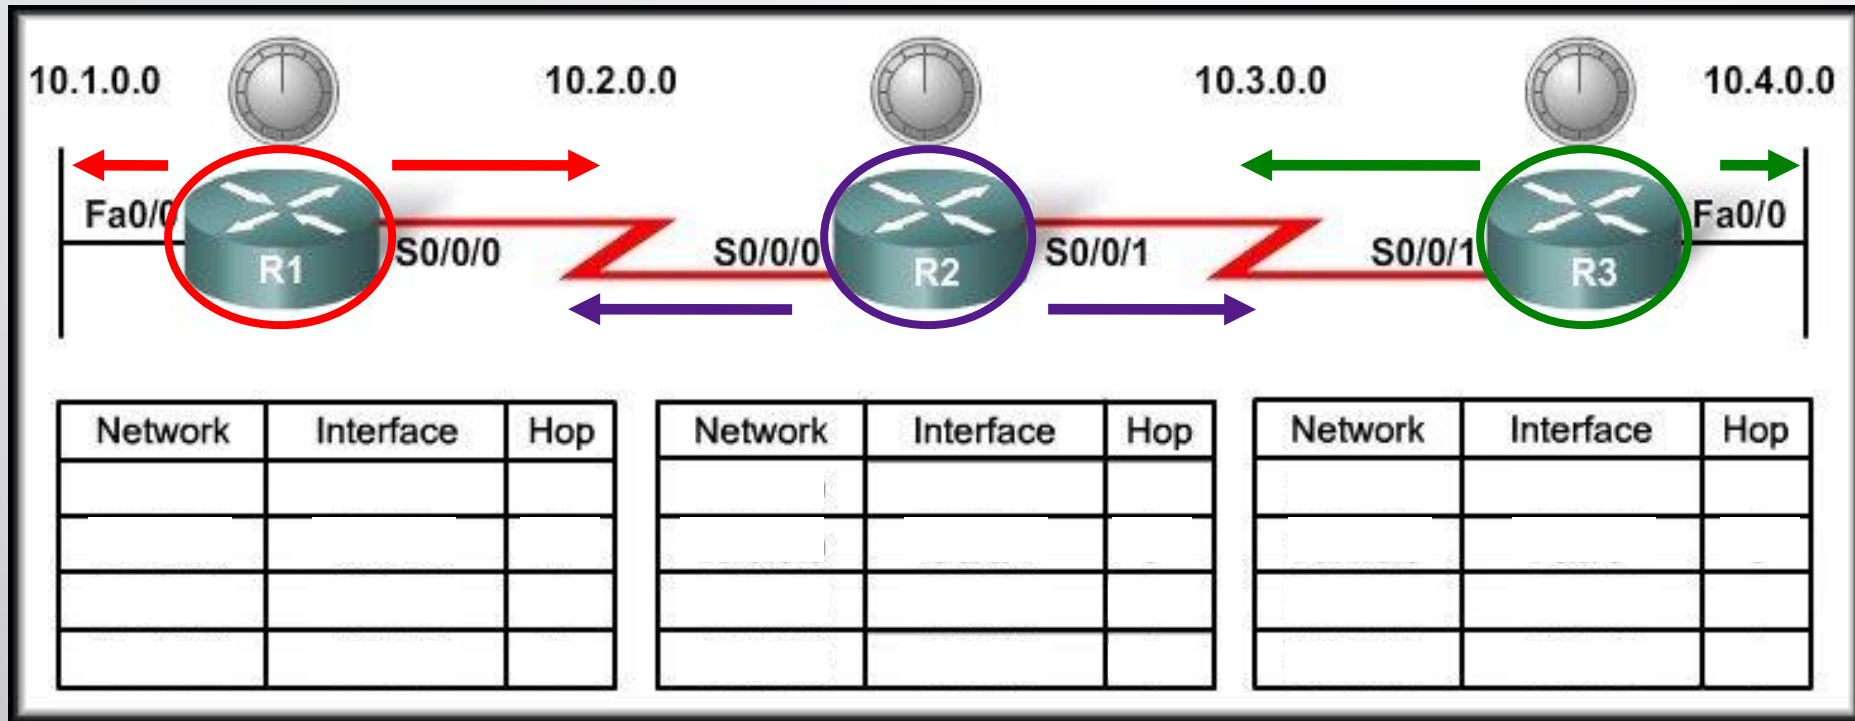 10.1.0.0 10.2.0.0 10.3.0.0 10.4.0.0
Fa0/0 S0/0/0 S0/0/0 S0/0/1 S0/0/1 Fa0/0
R1 R2 R3
Network Interface Hop Network Interface Hop Network Interface Hop